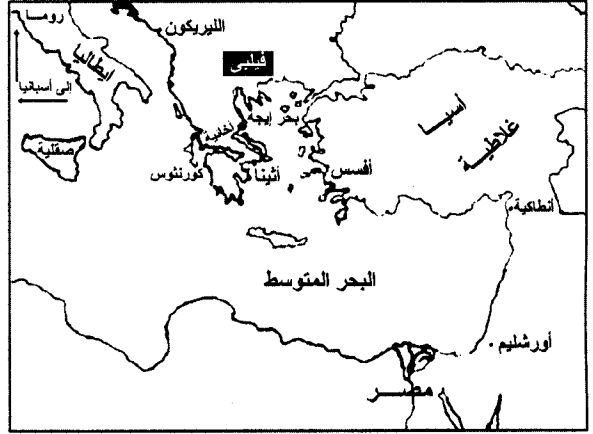 روما
الليريكون
إيطاليا
فيلبي
إلى أسبانيا
آسيا
بحر إيجه
أخائية
غلاطية
صقلية
كورنثوس
أثينا
أفسس
أنطاكية
البحر المتوسط
أورشليم
مصر